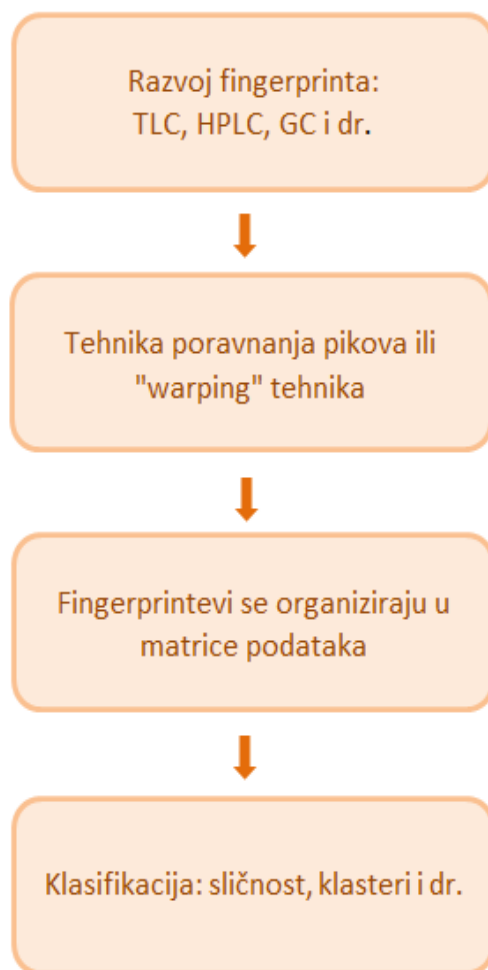 Razvoj fingerprinta:
TLC, HPLC, GC i dr.
Tehnika poravnanja pikova ili
"warping" tehnika
Fingerprintevi se organiziraju u
matrice podataka
Klasifikacija: sličnost, klasteri i dr.